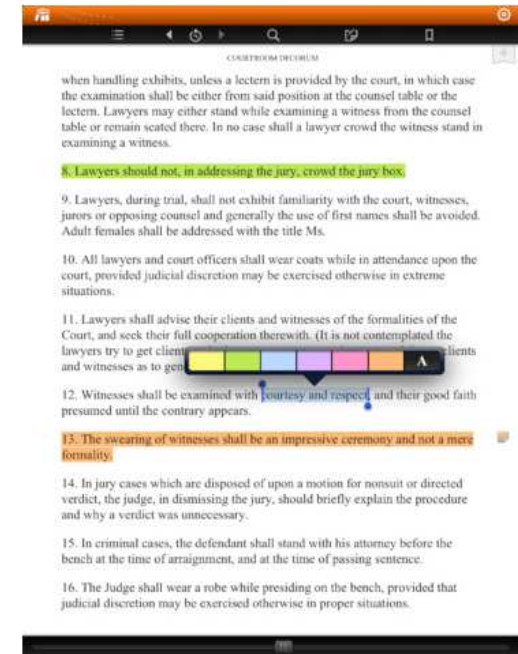 COURTROOM DECORUM
when handling exhibits, unless a lectern is provided by the court, in which case
the examination shall be either from said position at the counsel table or the
lectern. Lawyers may either stand while examining a witness from the counsel
table or remain seated there. In no case shall a lawyer crowd the witness stand in
examining a witness.
8. Lawyers should not, in addressing the jury, crowd the jury box.
9. Lawyers, during trial, shall not exhibit familiarity with the court, witnesses,
jurors or opposing counsel and generally the use of first names shall be avoided.
Adult females shall be addressed with the title Ms.
10. All lawyers and court officers shall wear coats while in attendance upon the
court, provided judicial discretion may be exercised otherwise in extreme
situations.
11. Lawyers shall advise their clients and witnesses of the formalities of the
Court, and seek their full cooperation therewith. (It is not contemplated the
lawyers try to get client
A
clients
and witnesses as to gen
12. Witnesses shall be examined with courtesy and respect, and their good faith
presumed until the contrary appears.
13. The swearing of witnesses shall be an impressive ceremony and not a mere
formality.
14. In jury cases which are disposed of upon a motion for nonsuit or directed
verdict, the judge, in dismissing the jury, should briefly explain the procedure
and why a verdict was unnecessary.
15. In criminal cases, the defendant shall stand with his attorney before the
bench at the time of arraignment, and at the time of passing sentence.
16. The Judge shall wear a robe while presiding on the bench, provided that
judicial discretion may be exercised otherwise in proper situations.